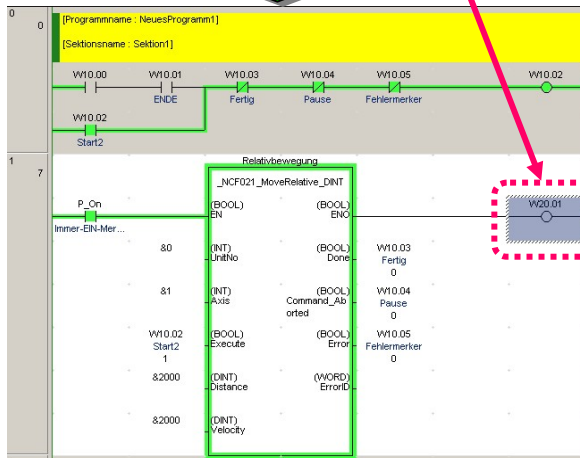 0
0
[Programmname : NeuesProgramm1]
[Sektionsname : Sektion1]
W10.00 W10.01 W10.03 W10.04 W10.05 W10.02
ENDE Fertig Pause Fehlermerker
W10.02
Start2
1
7
Relativbewegung
_NCF021_MoveRelative_DINT
P_On (BOOL) (BOOL) W20.01
EN ENO
Immer-EIN-Mer...
&0 (INT) (BOOL) W10.03
UnitNo Done Fertig
0
&1 (INT) (BOOL) W10.04
Axis Command_Ab Pause
orted 0
W10.02 (BOOL) (BOOL) W10.05
Start2 Execute Error Fehlermerker
1 0
&2000 (DINT) (WORD)
Distance ErrorID
&2000 (DINT)
Velocity